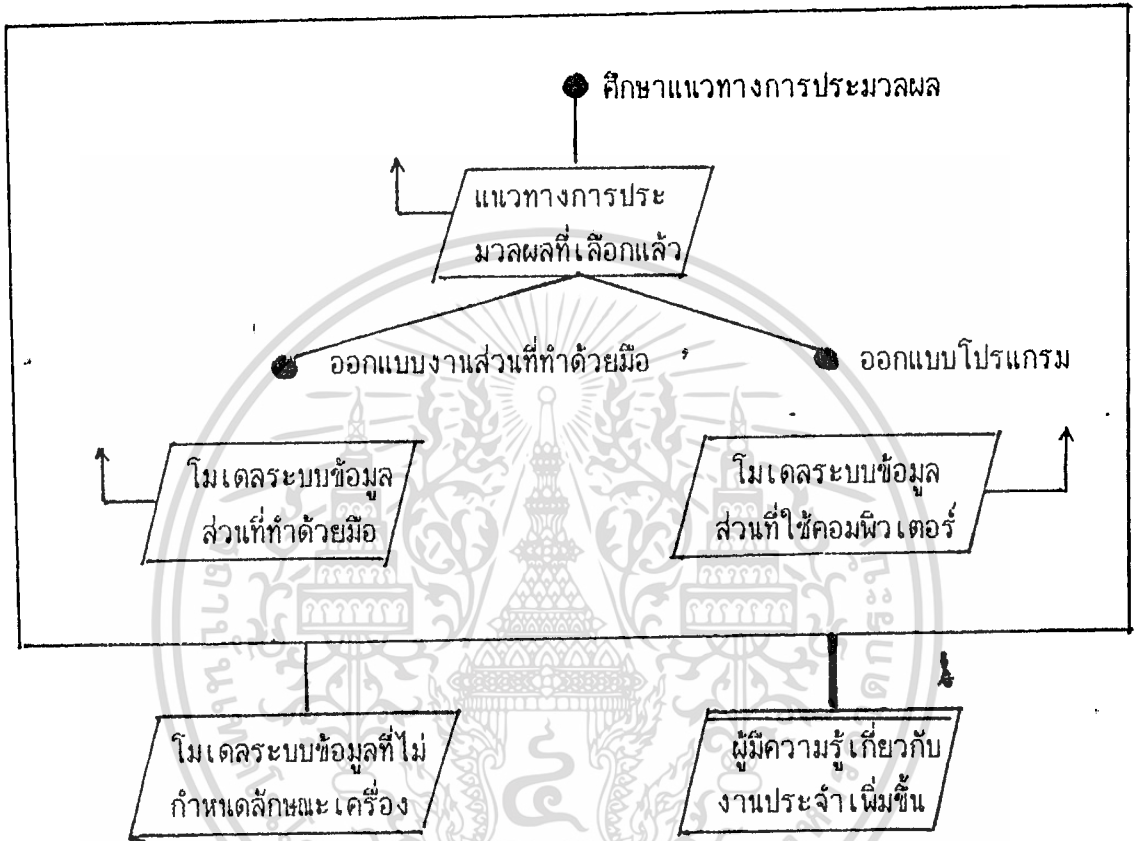 ศึกษาแนวทางการประมวลผล
แนวทางการประ
มวลผลที่เลือกแล้ว
ออกแบบงานส่วนที่ทำด้วยมือ
ออกแบบโปรแกรม
โมเดลระบบข้อมูล
ส่วนที่ทำด้วยมือ
โมเดลระบบข้อมูล
ส่วนที่ใช้คอมพิวเตอร์
โมเดลระบบข้อมูลที่ไม่
กำหนดลักษณะเครื่อง
ผู้มีความรู้เกี่ยวกับ
งานประจำเพิ่มขึ้น